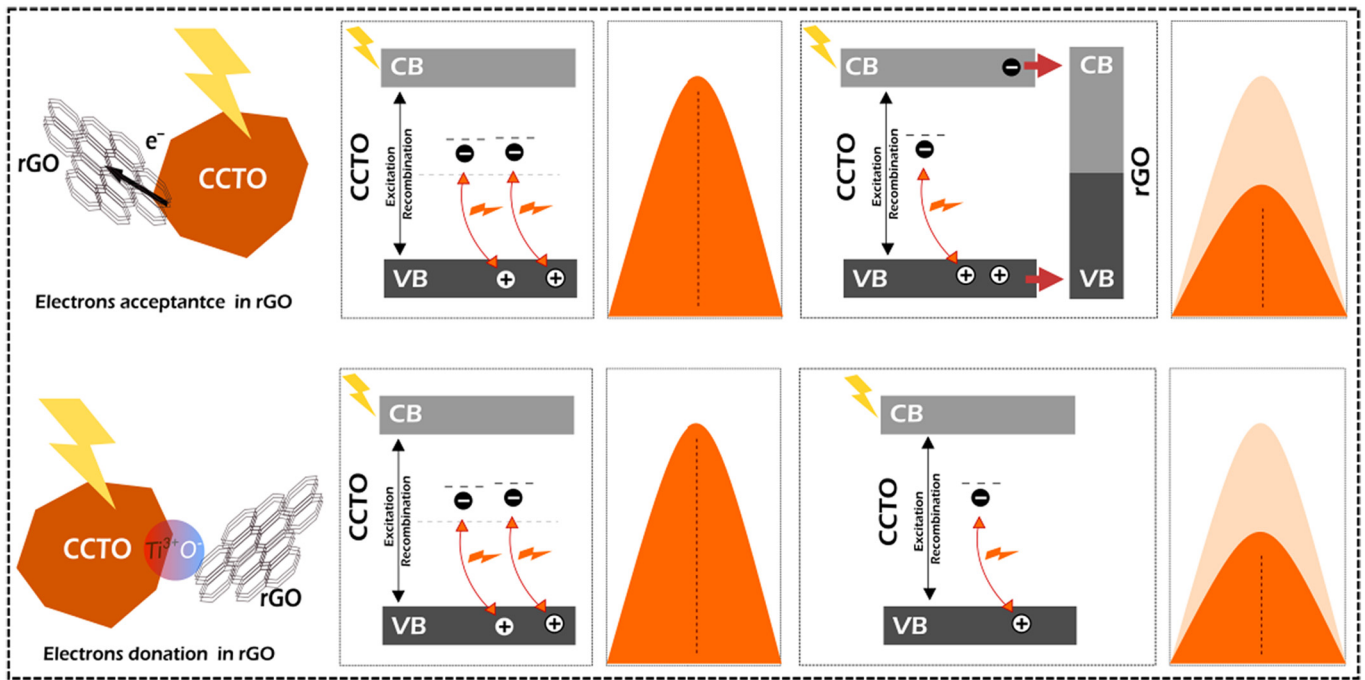 rGO
e⁻
CCTO
Electrons acceptantce in rGO
CB
CCTO
Excitation
Recombination
−
−
VB
+
+
CB
−
CCTO
Excitation
Recombination
−
VB
+
+
CB
rGO
VB
CCTO
Ti³⁺O⁻
rGO
Electrons donation in rGO
CB
CCTO
Excitation
Recombination
−
−
VB
+
+
CB
CCTO
Excitation
Recombination
−
VB
+